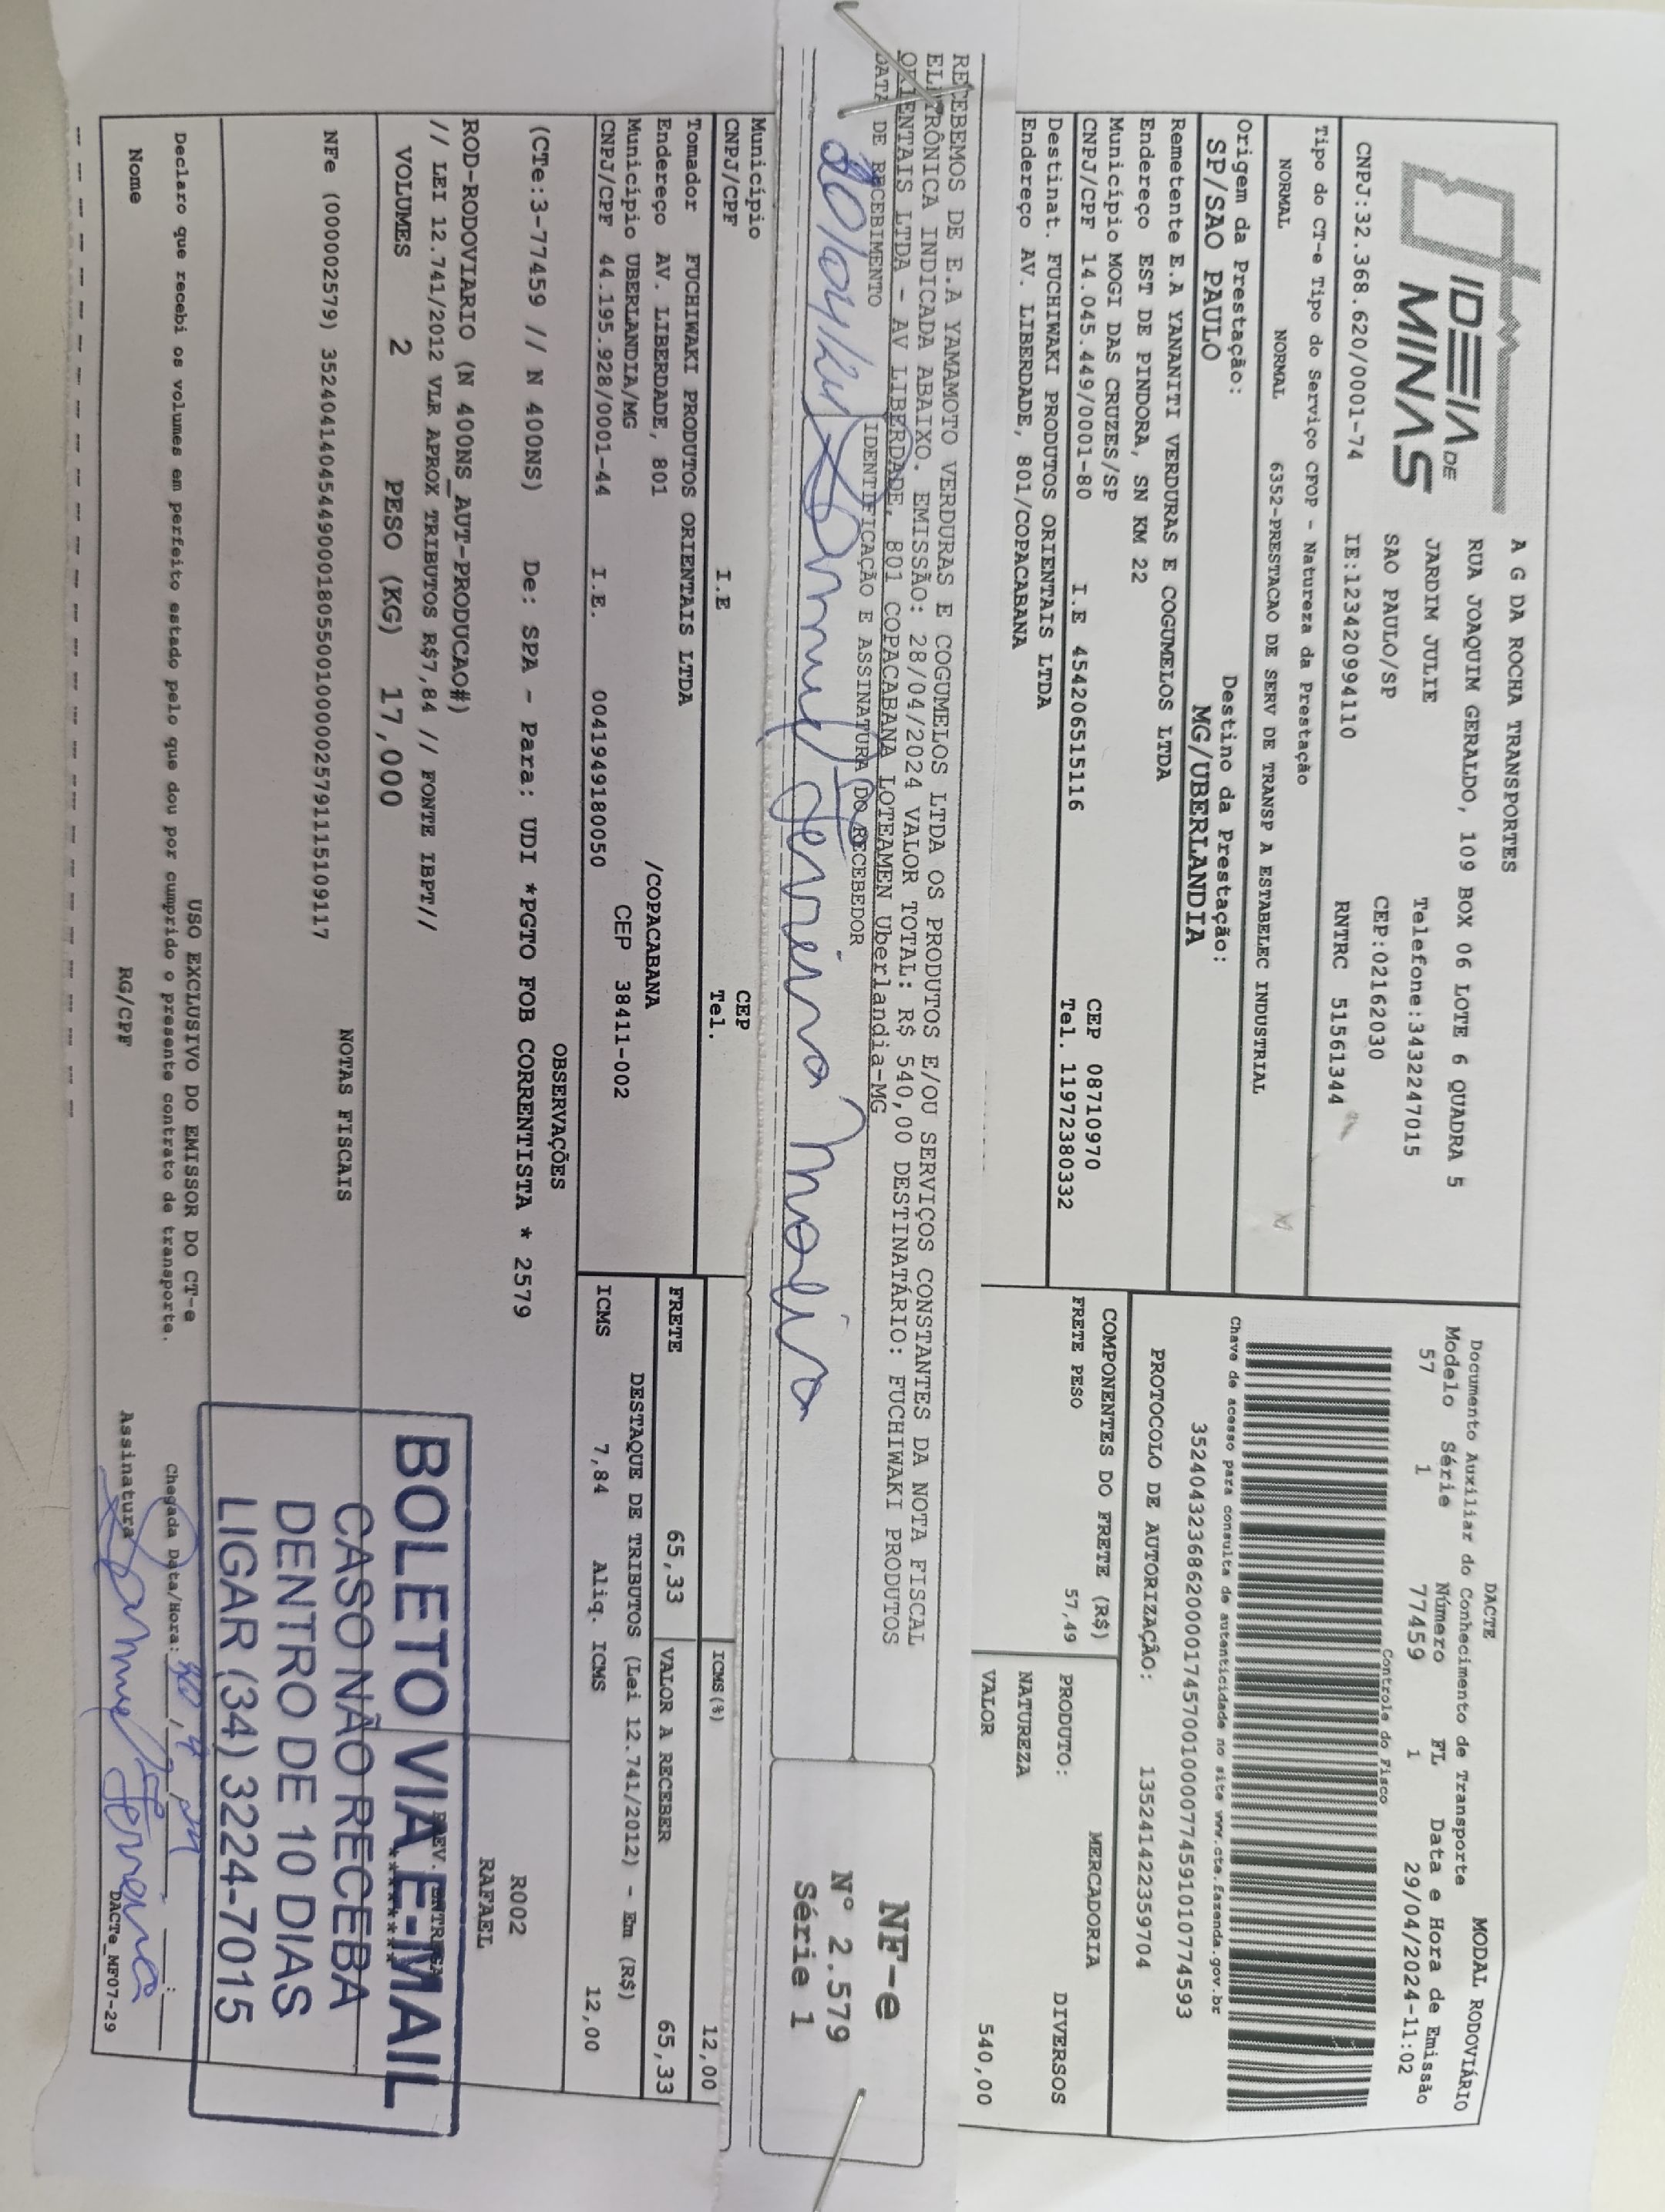 IDEIA DE
MINAS
A G DA ROCHA TRANSPORTES
RUA JOAQUIM GERALDO, 109 BOX 06 LOTE 6 QUADRA 5
JARDIM JULIE Telefone:3432247015
SAO PAULO/SP CEP:02162030
CNPJ:32.368.620/0001-74 IE:123420994110 RNTRC 51561344
DACTE MODAL RODOVIÁRIO
Documento Auxiliar do Conhecimento de Transporte
Modelo Série Número FL Data e Hora de Emissão
57 1 77459 1 29/04/2024-11:02
Controle do Fisco
Tipo do CT-e Tipo do Serviço CFOP - Natureza da Prestação
NORMAL NORMAL 6352-PRESTACAO DE SERV DE TRANSP A ESTABELEC INDUSTRIAL
Chave de acesso para consulta de autenticidade no site www.cte.fazenda.gov.br
35240432368620000174570010000774591010774593
Origem da Prestação: Destino da Prestação:
SP/SAO PAULO MG/UBERLANDIA
PROTOCOLO DE AUTORIZAÇÃO: 135241422359704
Remetente E.A YANANITI VERDURAS E COGUMELOS LTDA
Endereço EST DE PINDORA, SN KM 22
Município MOGI DAS CRUZES/SP CEP 08710970
CNPJ/CPF 14.045.449/0001-80 I.E 454206515116 Tel. 11972380332
COMPONENTES DO FRETE (R$) MERCADORIA
FRETE PESO 57,49 PRODUTO: DIVERSOS
NATUREZA
VALOR 540,00
Destinat. FUCHIWAKI PRODUTOS ORIENTAIS LTDA
Endereço AV. LIBERDADE, 801/COPACABANA
RECEBEMOS DE E.A YAMAMOTO VERDURAS E COGUMELOS LTDA OS PRODUTOS E/OU SERVIÇOS CONSTANTES DA NOTA FISCAL
ELETRÔNICA INDICADA ABAIXO. EMISSÃO: 28/04/2024 VALOR TOTAL: R$ 540,00 DESTINATÁRIO: FUCHIWAKI PRODUTOS
ORIENTAIS LTDA - AV LIBERDADE, 801 COPACABANA LOTEAMEN Uberlandia-MG
DATA DE RECEBIMENTO IDENTIFICAÇÃO E ASSINATURA DO RECEBEDOR
30/04/24
NF-e
Nº 2.579
Série 1
Município CEP
CNPJ/CPF I.E Tel.
ICMS(%) 12,00
Tomador FUCHIWAKI PRODUTOS ORIENTAIS LTDA
Endereço AV. LIBERDADE, 801 /COPACABANA
Município UBERLANDIA/MG CEP 38411-002
CNPJ/CPF 44.195.928/0001-44 I.E. 0041949180050
FRETE 65,33 VALOR A RECEBER 65,33
DESTAQUE DE TRIBUTOS (Lei 12.741/2012) - Em (R$)
ICMS 7,84 Aliq. ICMS 12,00
OBSERVAÇÕES
(CTe:3-77459 // N 400NS) De: SPA - Para: UDI *PGTO FOB CORRENTISTA * 2579
R002
RAFAEL
ROD-RODOVIARIO (N 400NS_AUT-PRODUCAO#)
// LEI 12.741/2012 VLR APROX TRIBUTOS R$7,84 // FONTE IBPT//
VOLUMES 2 PESO (KG) 17,000
NOTAS FISCAIS
NFe (000002579) 35240414045449000180550010000025791115109117
BOLETO VIA E-MAIL
CASO NÃO RECEBA
DENTRO DE 10 DIAS
LIGAR (34) 3224-7015
USO EXCLUSIVO DO EMISSOR DO CT-e
Declaro que recebi os volumes em perfeito estado pelo que dou por cumprido o presente contrato de transporte.
Chegada Data/Hora: 30/4/24
Nome RG/CPF Assinatura
DACTe_MF07-29